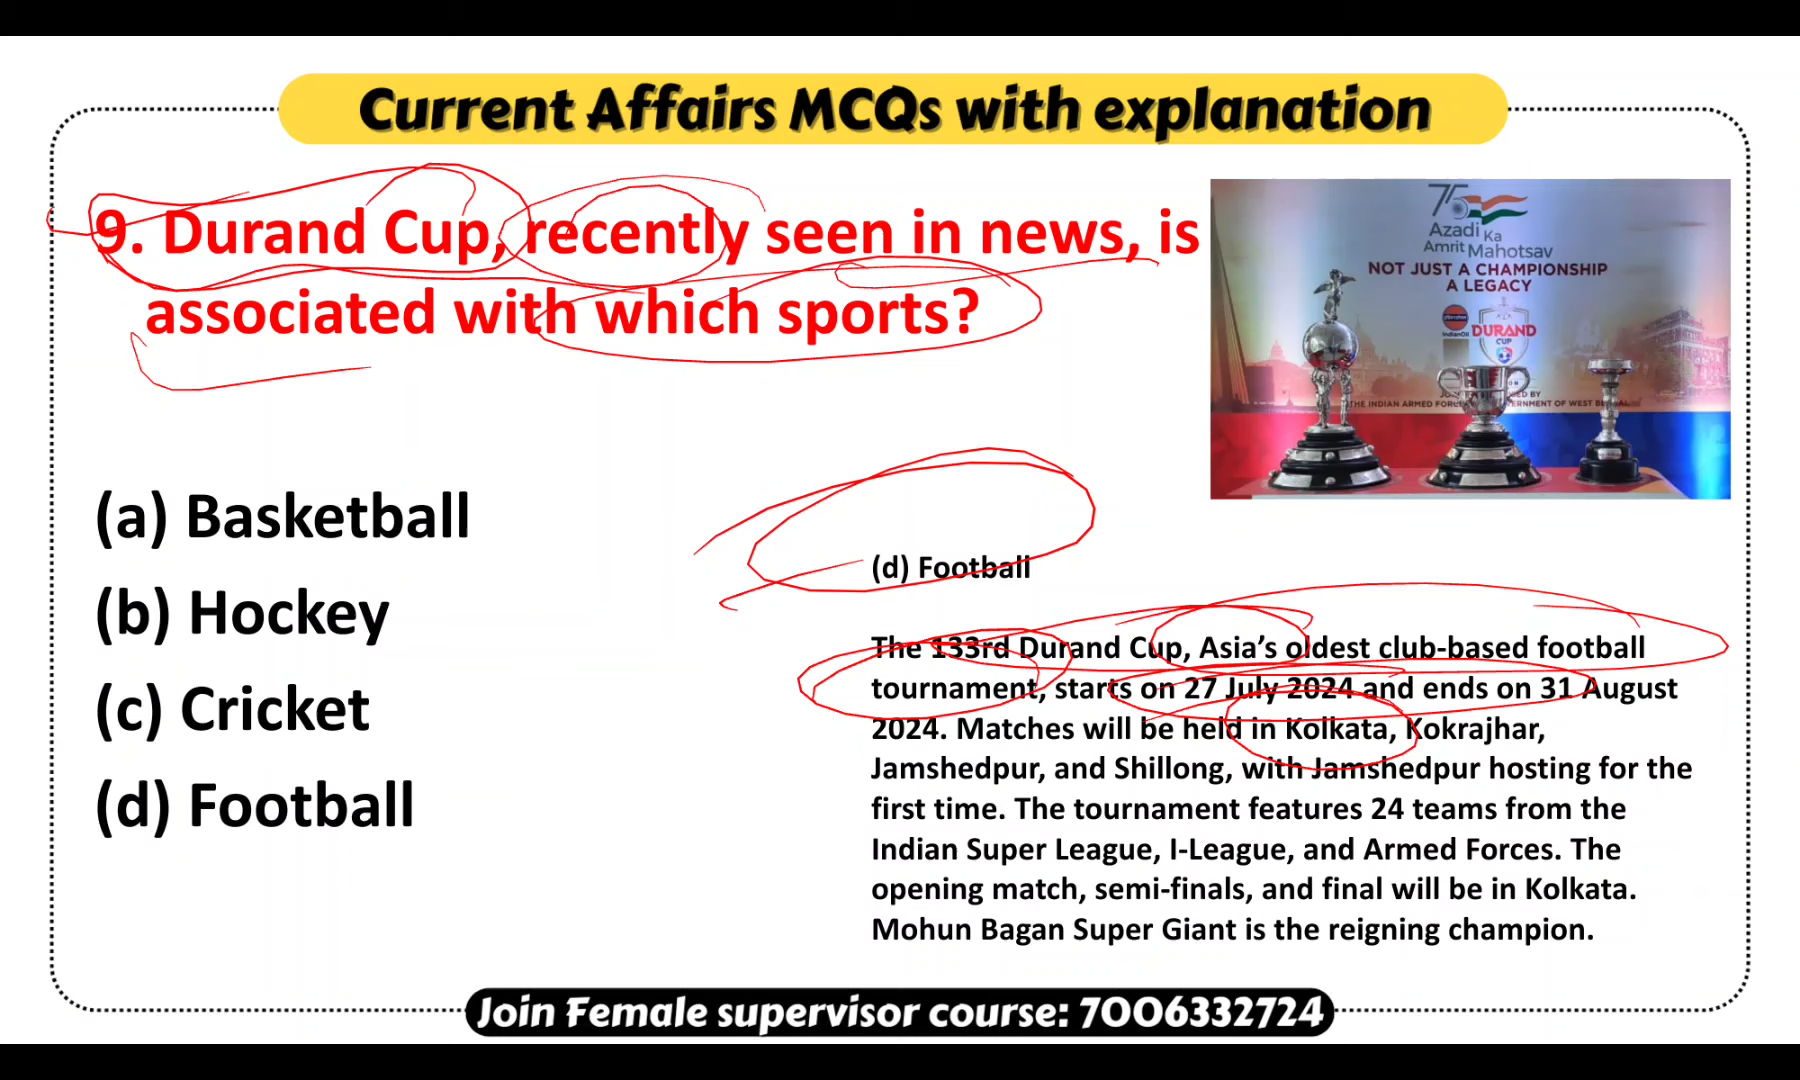 Current Affairs MCQs with explanation
9. Durand Cup, recently seen in news, is
associated with which sports?
75
Azadi Ka
Amrit Mahotsav
NOT JUST A CHAMPIONSHIP
A LEGACY
IndianOil
DURAND
CUP
THE INDIAN ARMED
(a) Basketball
(b) Hockey
(c) Cricket
(d) Football
(d) Football
The 133rd Durand Cup, Asia’s oldest club-based football
tournament, starts on 27 July 2024 and ends on 31 August
2024. Matches will be held in Kolkata, Kokrajhar,
Jamshedpur, and Shillong, with Jamshedpur hosting for the
first time. The tournament features 24 teams from the
Indian Super League, I-League, and Armed Forces. The
opening match, semi-finals, and final will be in Kolkata.
Mohun Bagan Super Giant is the reigning champion.
Join Female supervisor course: 7006332724